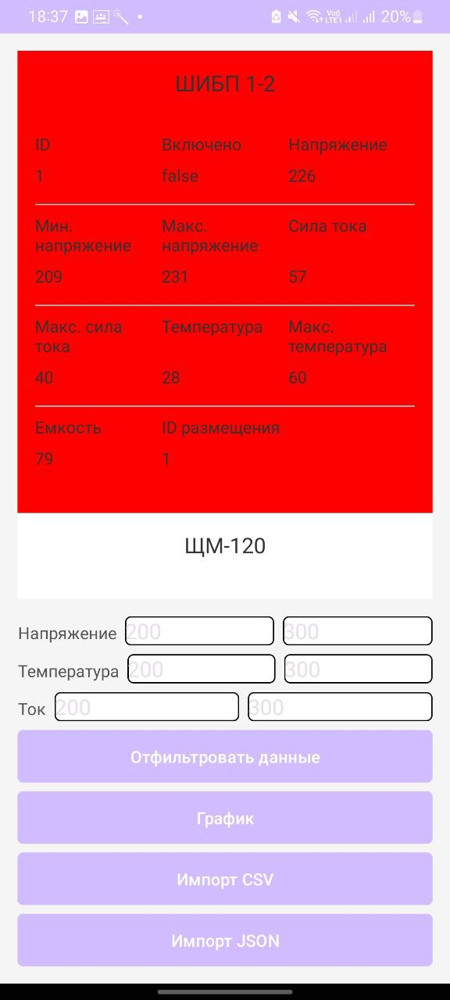 18:37 Vo) LTE1 20%
ШИБП 1-2
ID Включено Напряжение
1 false 226
Мин. Макс. Сила тока
напряжение напряжение
209 231 57
Макс. сила Температура Макс.
тока температура
40 28 60
Емкость ID размещения
79 1
ЩМ-120
Напряжение 200 300
Температура 200 300
Ток 200 300
Отфильтровать данные
График
Импорт CSV
Импорт JSON